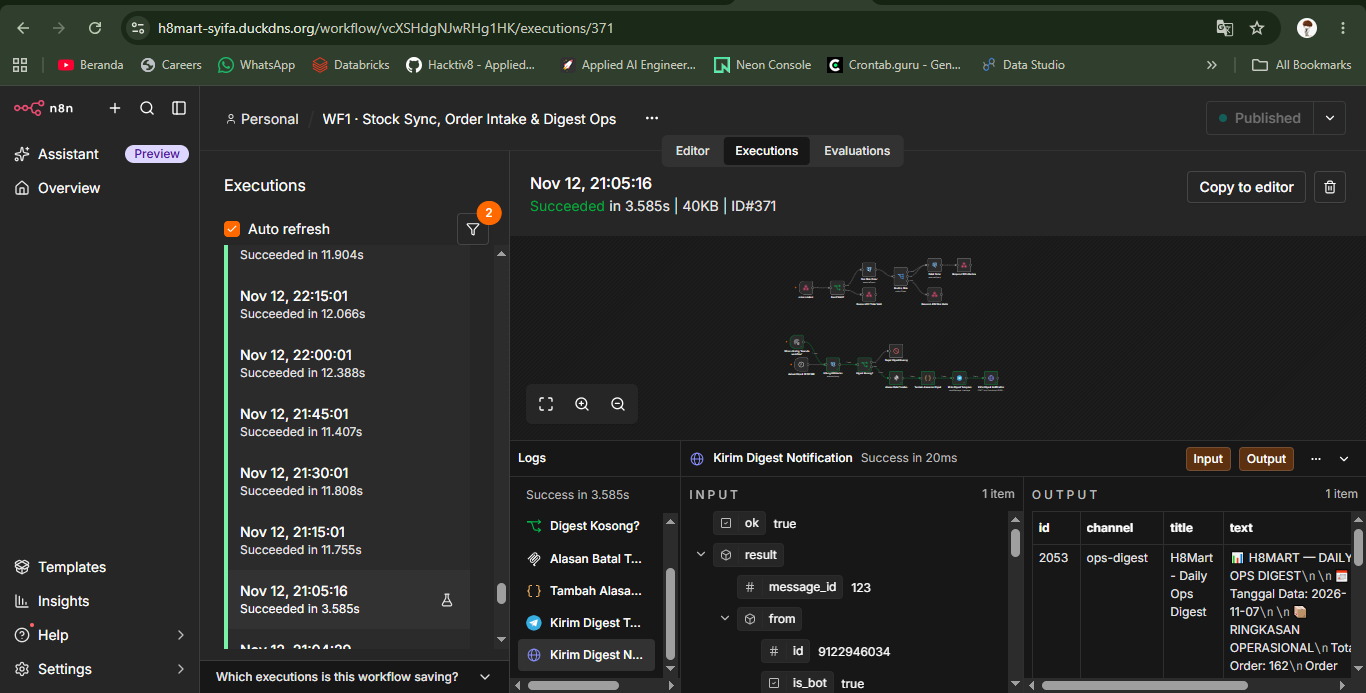 h8mart-syifa.duckdns.org/workflow/vcXSHdgNJwRHg1HK/executions/371
Beranda
Careers
WhatsApp
Databricks
Hacktiv8 - Applied...
Applied AI Engineer...
Neon Console
Crontab.guru - Gen...
Data Studio
All Bookmarks
n8n
Assistant
Preview
Overview
Templates
Insights
Help
Settings
Personal / WF1 · Stock Sync, Order Intake & Digest Ops
Published
Editor
Executions
Evaluations
Executions
Auto refresh
2
Succeeded in 11.904s
Nov 12, 22:15:01
Succeeded in 12.066s
Nov 12, 22:00:01
Succeeded in 12.388s
Nov 12, 21:45:01
Succeeded in 11.407s
Nov 12, 21:30:01
Succeeded in 11.808s
Nov 12, 21:15:01
Succeeded in 11.755s
Nov 12, 21:05:16
Succeeded in 3.585s
Which executions is this workflow saving?
Nov 12, 21:05:16
Succeeded in 3.585s | 40KB | ID#371
Copy to editor
Logs
Success in 3.585s
Digest Kosong?
Alasan Batal T...
Tambah Alasa...
Kirim Digest T...
Kirim Digest N...
Kirim Digest Notification Success in 20ms
Input
Output
INPUT
1 item
ok true
result
# message_id 123
from
# id 9122946034
is_bot true
OUTPUT
1 item
id channel title text
2053 ops-digest
H8Mart
- Daily
Ops
Digest
📊 H8MART — DAILY
OPS DIGEST\n\n 🗓️
Tanggal Data: 2026-
11-07\n\n 📦
RINGKASAN
OPERASIONAL\n Tota
Order: 162\n Order